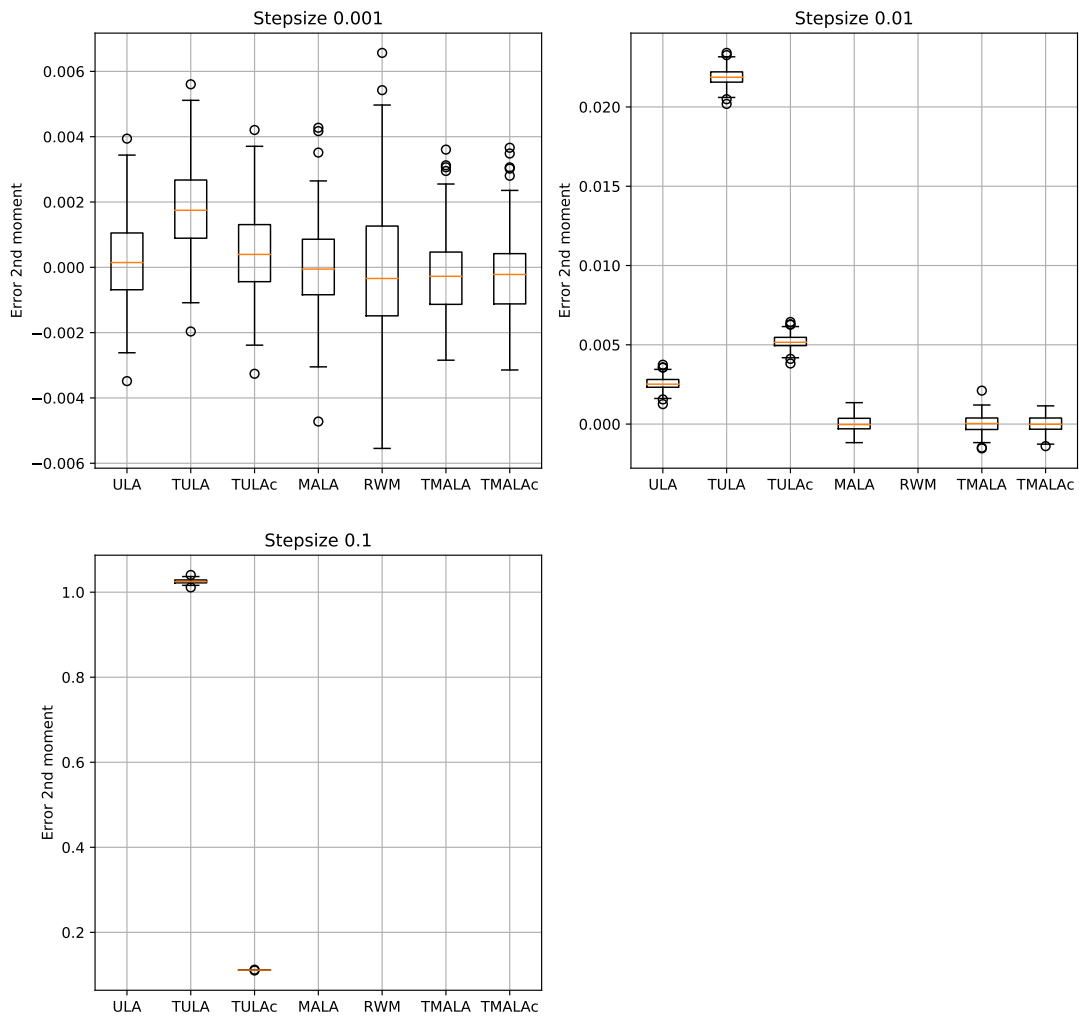 Stepsize 0.001
Error 2nd moment
0.006
0.004
0.002
0.000
−0.002
−0.004
−0.006
ULA TULA TULAc MALA RWM TMALA TMALAc
Stepsize 0.01
Error 2nd moment
0.020
0.015
0.010
0.005
0.000
ULA TULA TULAc MALA RWM TMALA TMALAc
Stepsize 0.1
Error 2nd moment
1.0
0.8
0.6
0.4
0.2
ULA TULA TULAc MALA RWM TMALA TMALAc